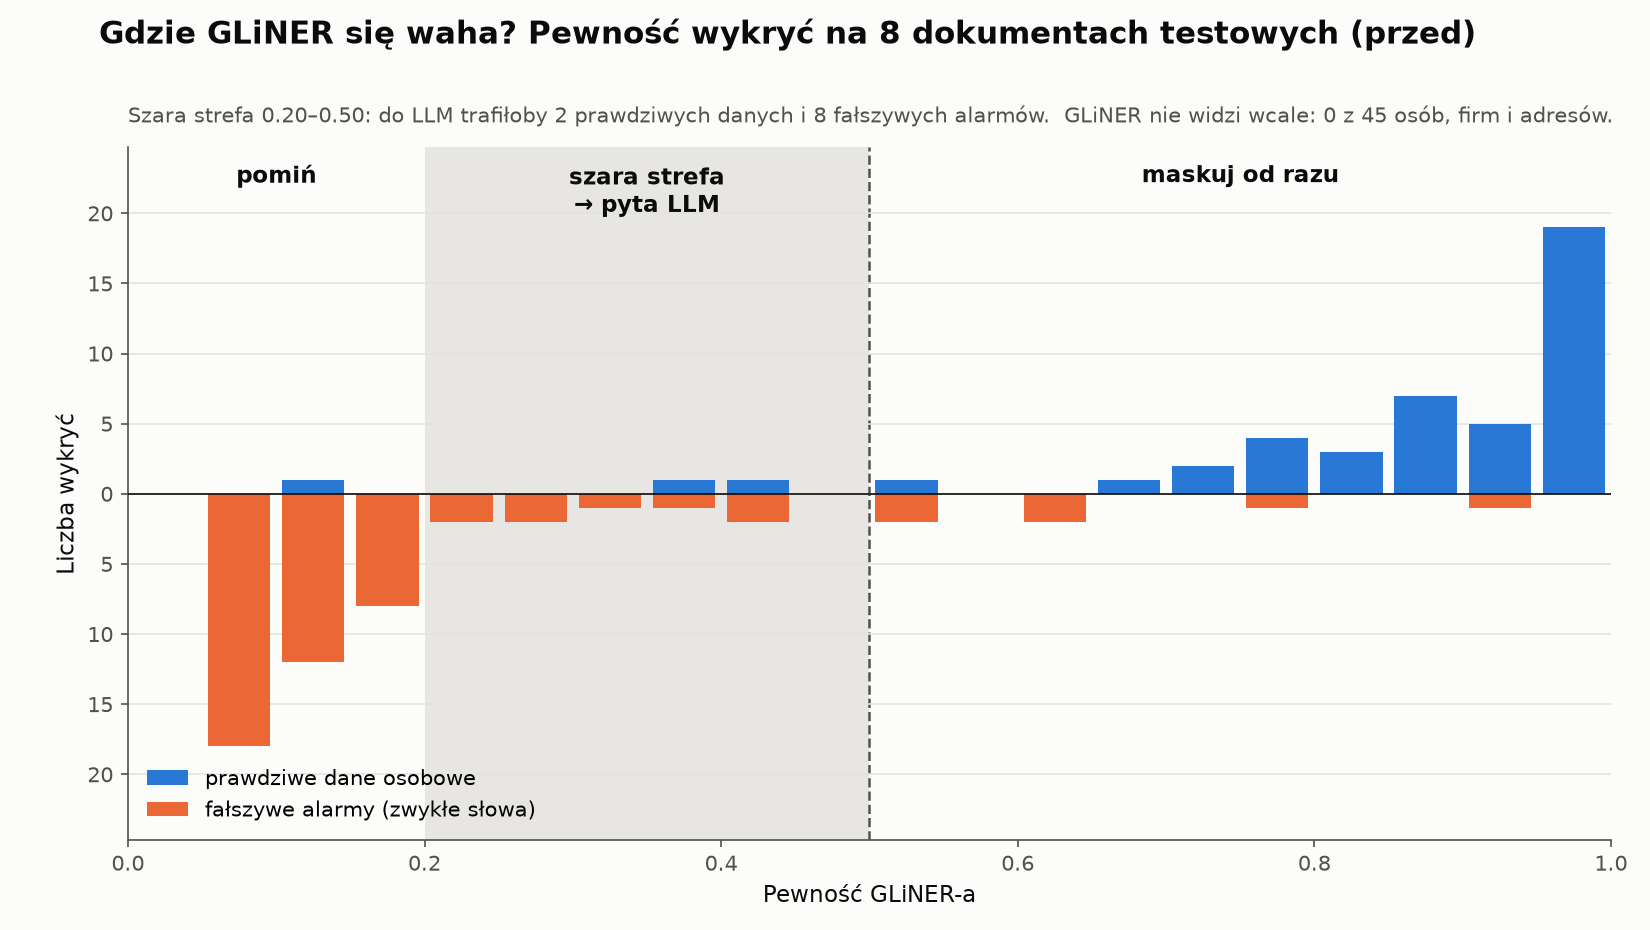 Gdzie GLiNER się waha? Pewność wykryć na 8 dokumentach testowych (przed)
Szara strefa 0.20–0.50: do LLM trafiłoby 2 prawdziwych danych i 8 fałszywych alarmów.  GLiNER nie widzi wcale: 0 z 45 osób, firm i adresów.
pomiń
szara strefa
→ pyta LLM
maskuj od razu
20
15
10
5
0
5
10
15
20
Liczba wykryć
prawdziwe dane osobowe
fałszywe alarmy (zwykłe słowa)
0.0 0.2 0.4 0.6 0.8 1.0
Pewność GLiNER-a